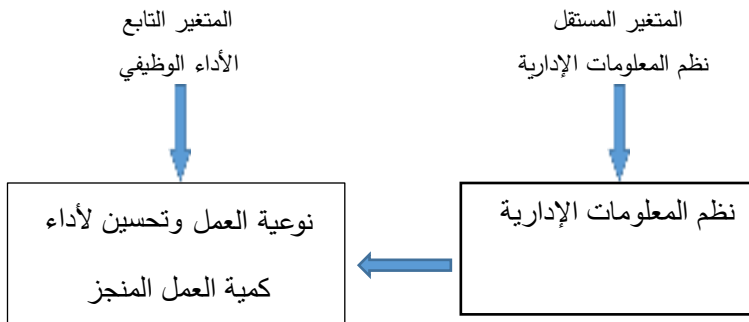 المتغير المستقل
نظم المعلومات الإدارية
المتغير التابع
الأداء الوظيفي
نظم المعلومات الإدارية
نوعية العمل وتحسين لأداء
كمية العمل المنجز